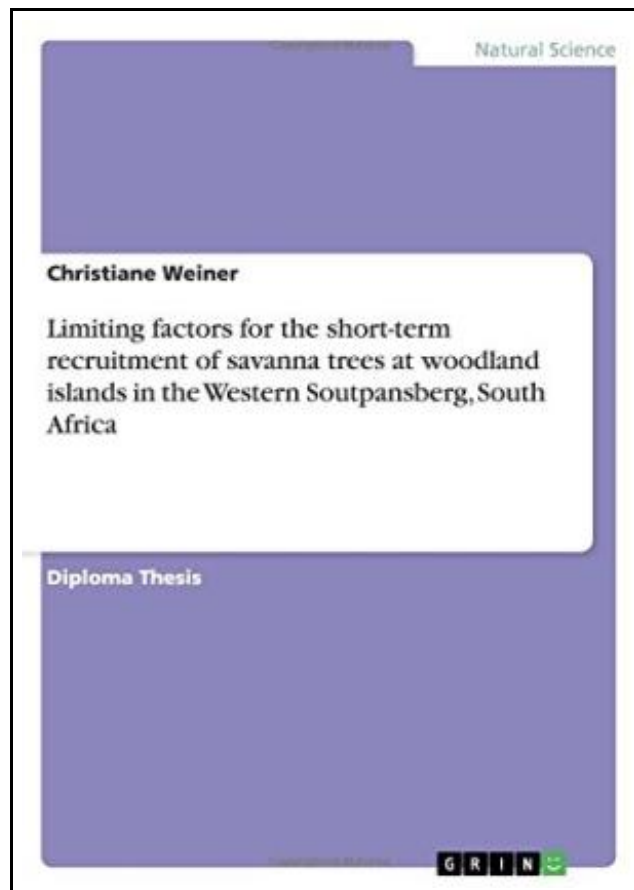 Natural Science
Christiane Weiner
Limiting factors for the short-term
recruitment of savanna trees at woodland
islands in the Western Soutpansberg, South
Africa
Diploma Thesis
GRIN